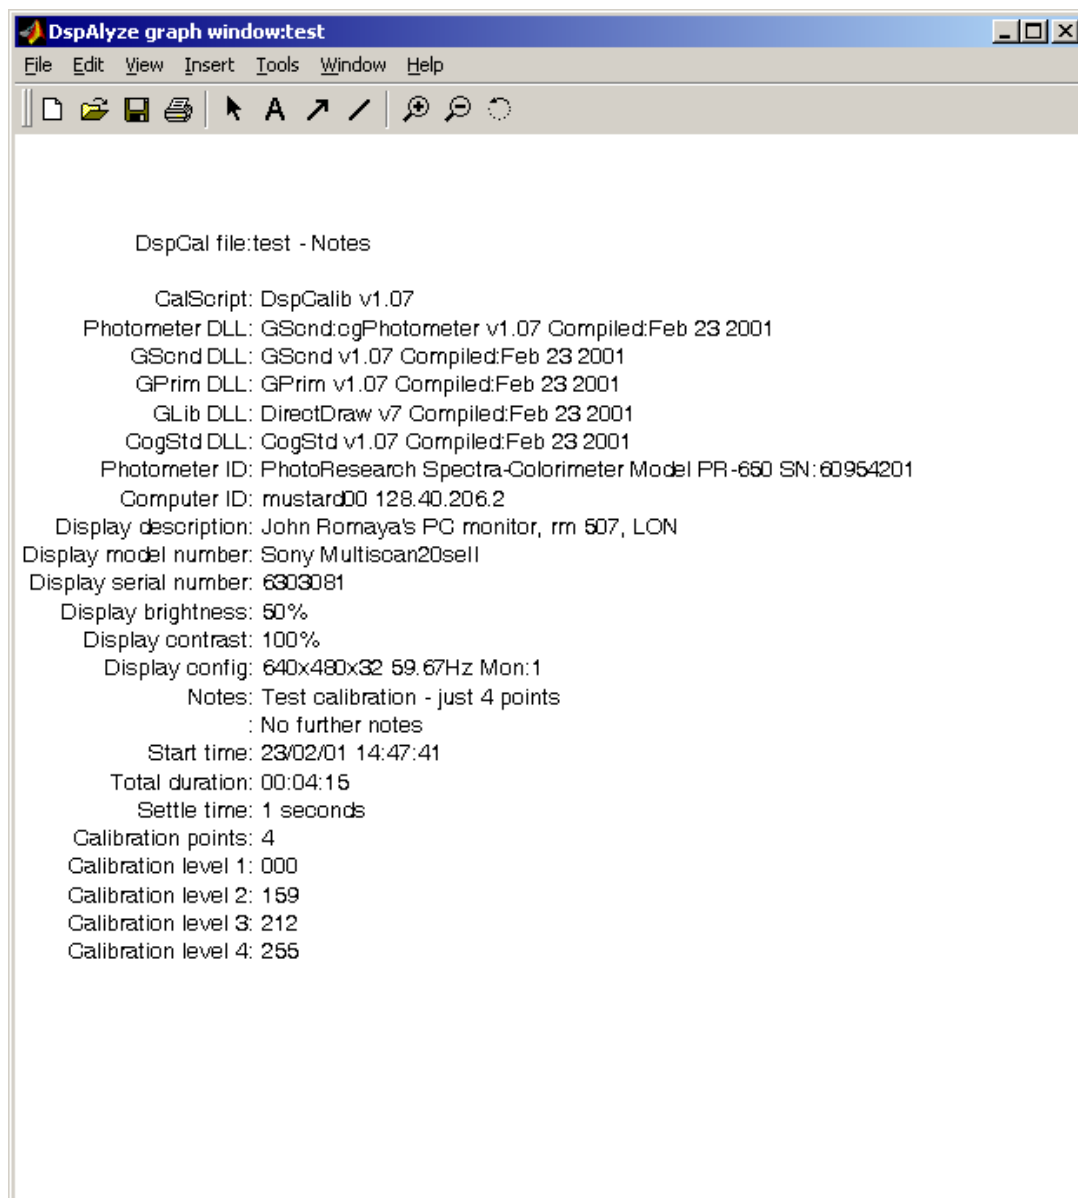 DspAlyze graph window:test
File Edit View Insert Tools Window Help
A
DspCal file:test - Notes
CalScript: DspCalib v1.07
Photometer DLL: GScnd:cgPhotometer v1.07 Compiled:Feb 23 2001
GScnd DLL: GScnd v1.07 Compiled:Feb 23 2001
GPrim DLL: GPrim v1.07 Compiled:Feb 23 2001
GLib DLL: DirectDraw v7 Compiled:Feb 23 2001
CogStd DLL: CogStd v1.07 Compiled:Feb 23 2001
Photometer ID: PhotoResearch Spectra-Colorimeter Model PR-650 SN:60954201
Computer ID: mustard00 128.40.206.2
Display description: John Romaya's PC monitor, rm 507, LON
Display model number: Sony Multiscan20seII
Display serial number: 6303081
Display brightness: 50%
Display contrast: 100%
Display config: 640x480x32 59.67Hz Mon:1
Notes: Test calibration - just 4 points
: No further notes
Start time: 23/02/01 14:47:41
Total duration: 00:04:15
Settle time: 1 seconds
Calibration points: 4
Calibration level 1: 000
Calibration level 2: 159
Calibration level 3: 212
Calibration level 4: 255